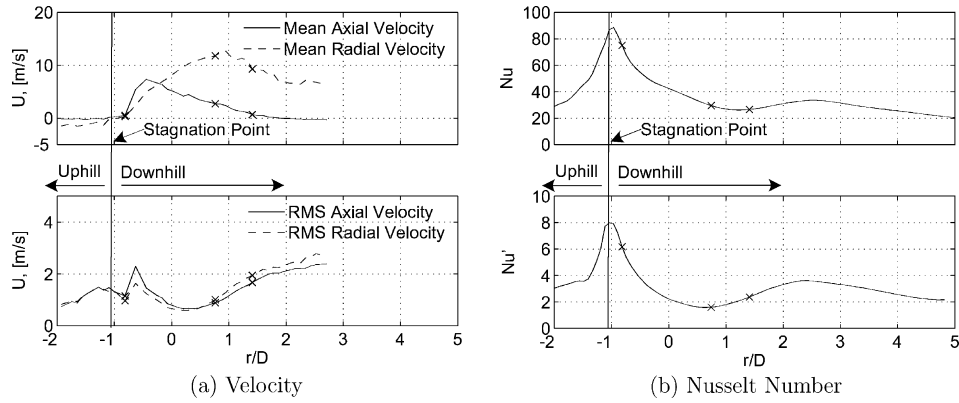 Mean Axial Velocity
Mean Radial Velocity
U, [m/s]
20
10
0
-5
Stagnation Point
Uphill
Downhill
RMS Axial Velocity
RMS Radial Velocity
U, [m/s]
4
2
0
-2 -1 0 1 2 3 4 5
r/D
(a) Velocity
Nu
100
80
60
40
20
0
Stagnation Point
Uphill
Downhill
Nu'
10
8
6
4
2
0
-2 -1 0 1 2 3 4 5
r/D
(b) Nusselt Number